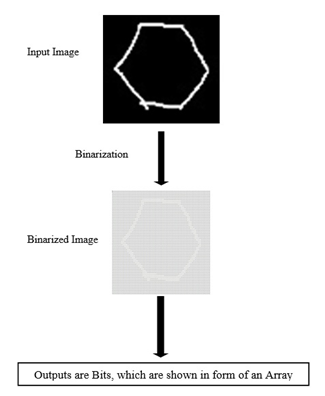 Input Image
Binarization
Binarized Image
Outputs are Bits, which are shown in form of an Array